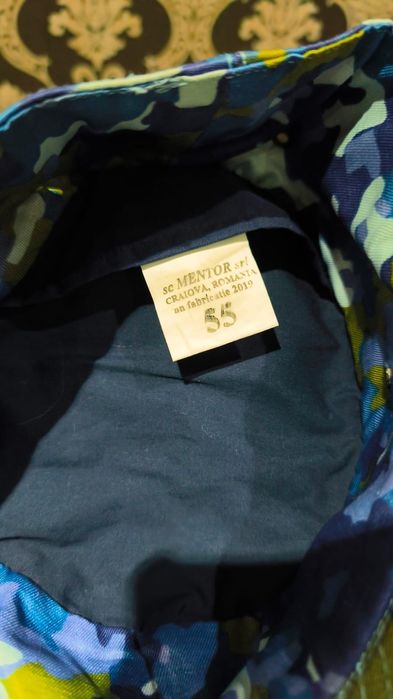 sc MENTOR srl
CRAIOVA, ROMANIA
an fabricatie 2019
55